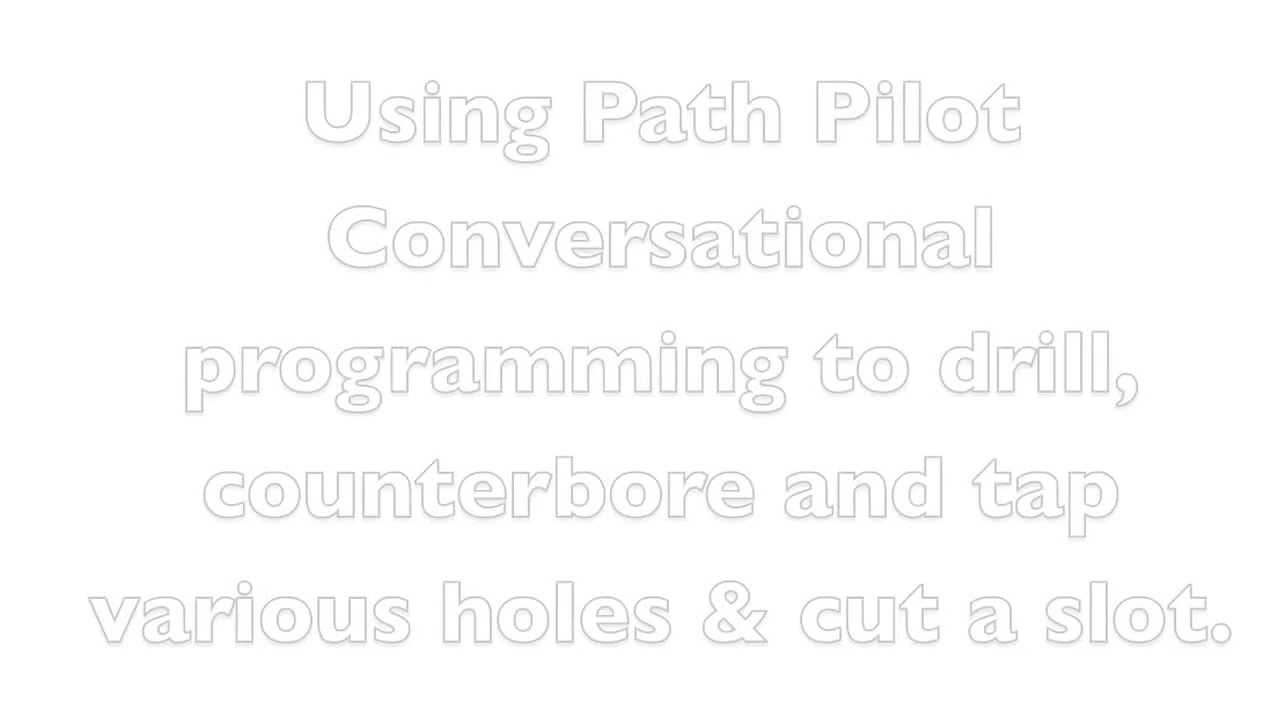 Using Path Pilot
Conversational
programming to drill,
counterbore and tap
various holes & cut a slot.